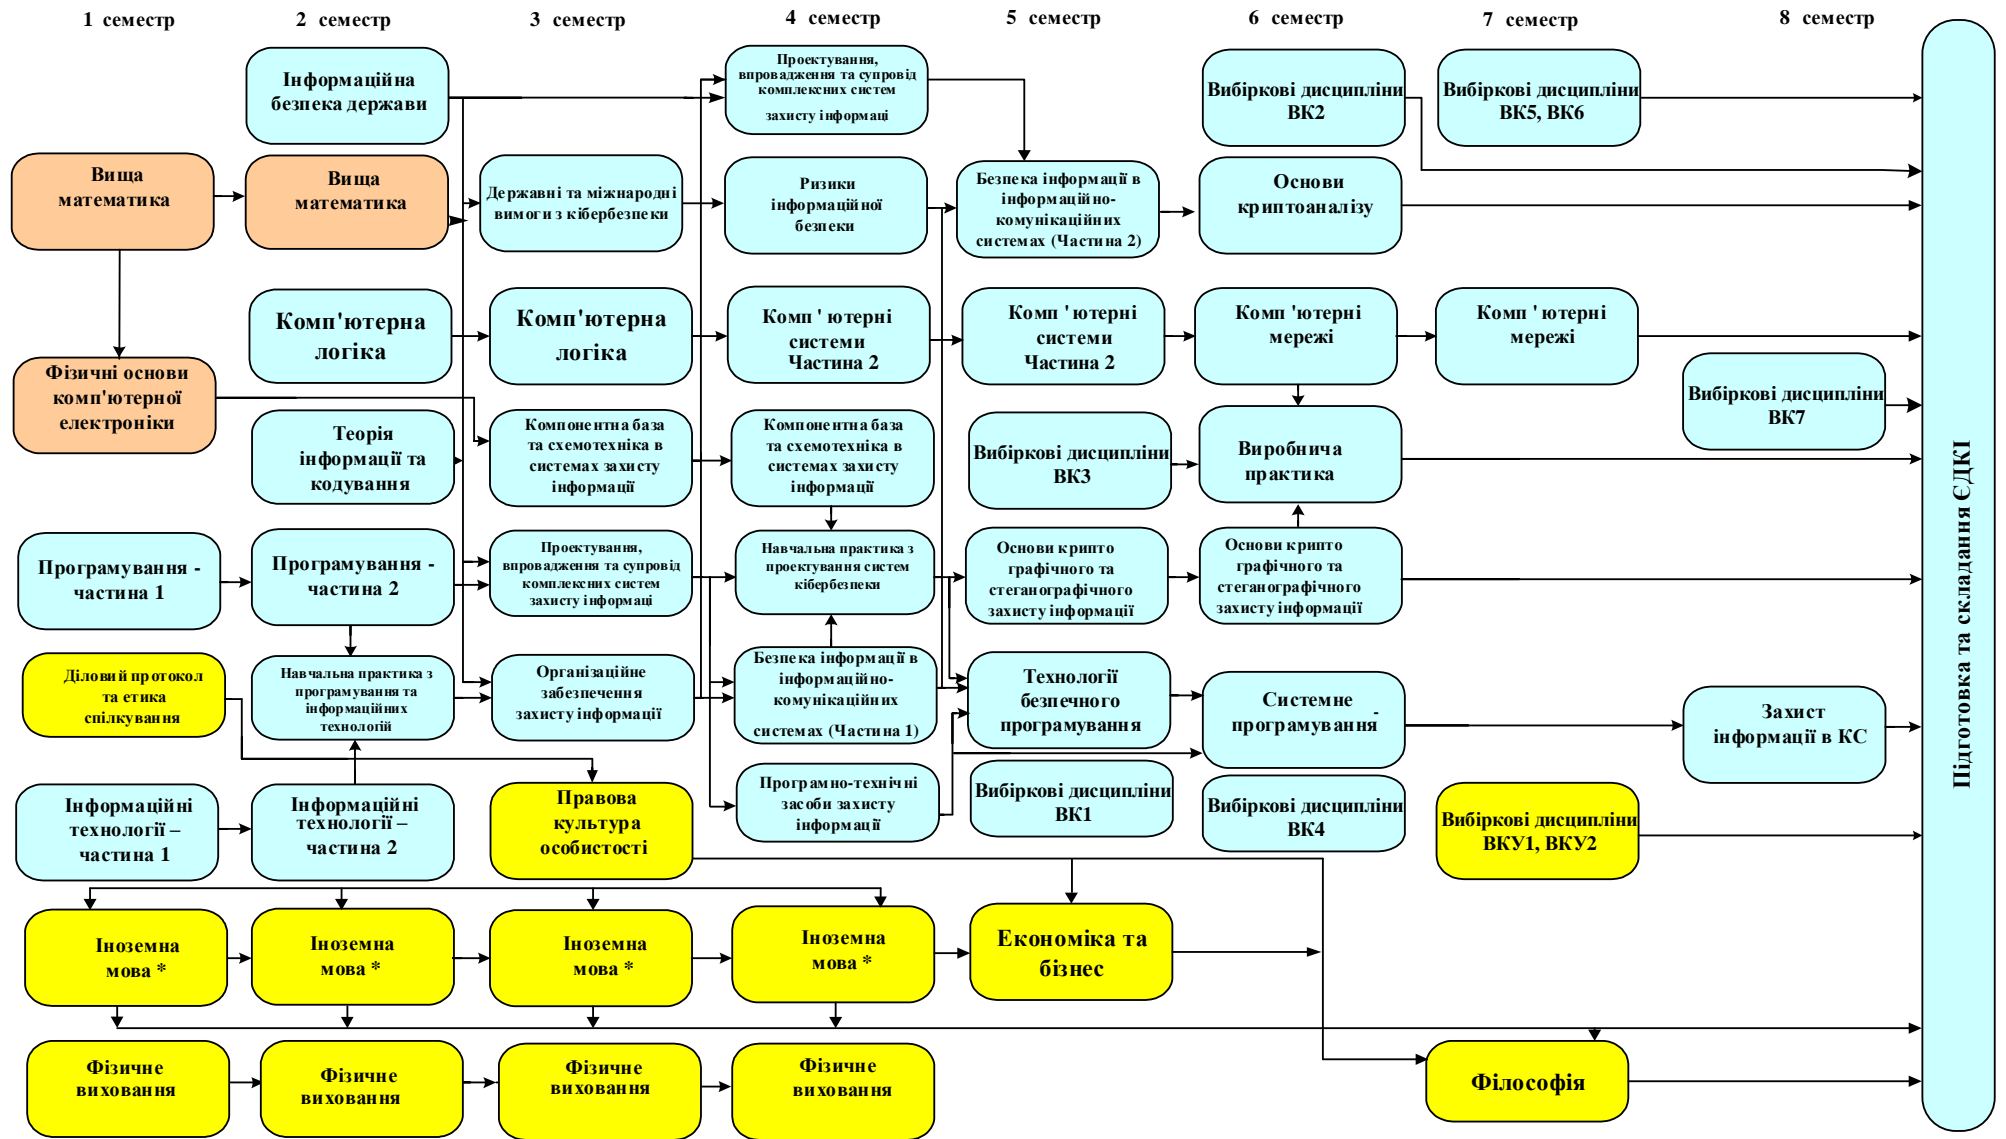 1 семестр
2 семестр
3 семестр
4 семестр
5 семестр
6 семестр
7 семестр
8 семестр
Інформаційна
безпека держави
Проектування,
впровадження та супровід
комплексних систем
захисту інформаці
Вибіркові дисципліни
ВК2
Вибіркові дисципліни
ВК5, ВК6
Вища
математика
Вища
математика
Державні та міжнародні
вимоги з кібербезпеки
Ризики
інформаційної
безпеки
Безпека інформації в
інформаційно-
комунікаційних
системах (Частина 2)
Основи
криптоаналізу
Комп'ютерна
логіка
Комп'ютерна
логіка
Комп ' ютерні
системи
Частина 2
Комп ' ютерні
системи
Частина 2
Комп 'ютерні
мережі
Комп 'ютерні
мережі
Фізичні основи
комп'ютерної
електроніки
Вибіркові дисципліни
ВК7
Теорія
інформації та
кодування
Компонентна база
та схемотехніка в
системах захисту
інформації
Компонентна база
та схемотехніка в
системах захисту
інформації
Вибіркові дисципліни
ВК3
Виробнича
практика
Програмування -
частина 1
Програмування -
частина 2
Проектування,
впровадження та супровід
комплексних систем
захисту інформаці
Навчальна практика з
проектування систем
кібербезпеки
Основи крипто
графічного та
стеганографічного
захисту інформації
Основи крипто
графічного та
стеганографічного
захисту інформації
Діловий протокол
та етика
спілкування
Навчальна практика з
програмування та
інформаційних
технологій
Організаційне
забезпечення
захисту інформації
Безпека інформації в
інформаційно-
комунікаційних
системах (Частина 1)
Технології
безпечного
програмування
Системне
програмування-
Захист
інформації в КС
Інформаційні
технології –
частина 1
Інформаційні
технології –
частина 2
Правова
культура
особистості
Програмно-технічні
засоби захисту
інформації
Вибіркові дисципліни
ВК1
Вибіркові дисципліни
ВК4
Вибіркові дисципліни
ВКУ1, ВКУ2
Іноземна
мова *
Іноземна
мова *
Іноземна
мова *
Іноземна
мова *
Економіка та
бізнес
Фізичне
виховання
Фізичне
виховання
Фізичне
виховання
Фізичне
виховання
Філософія
Підготовка та складання ЄДКІ